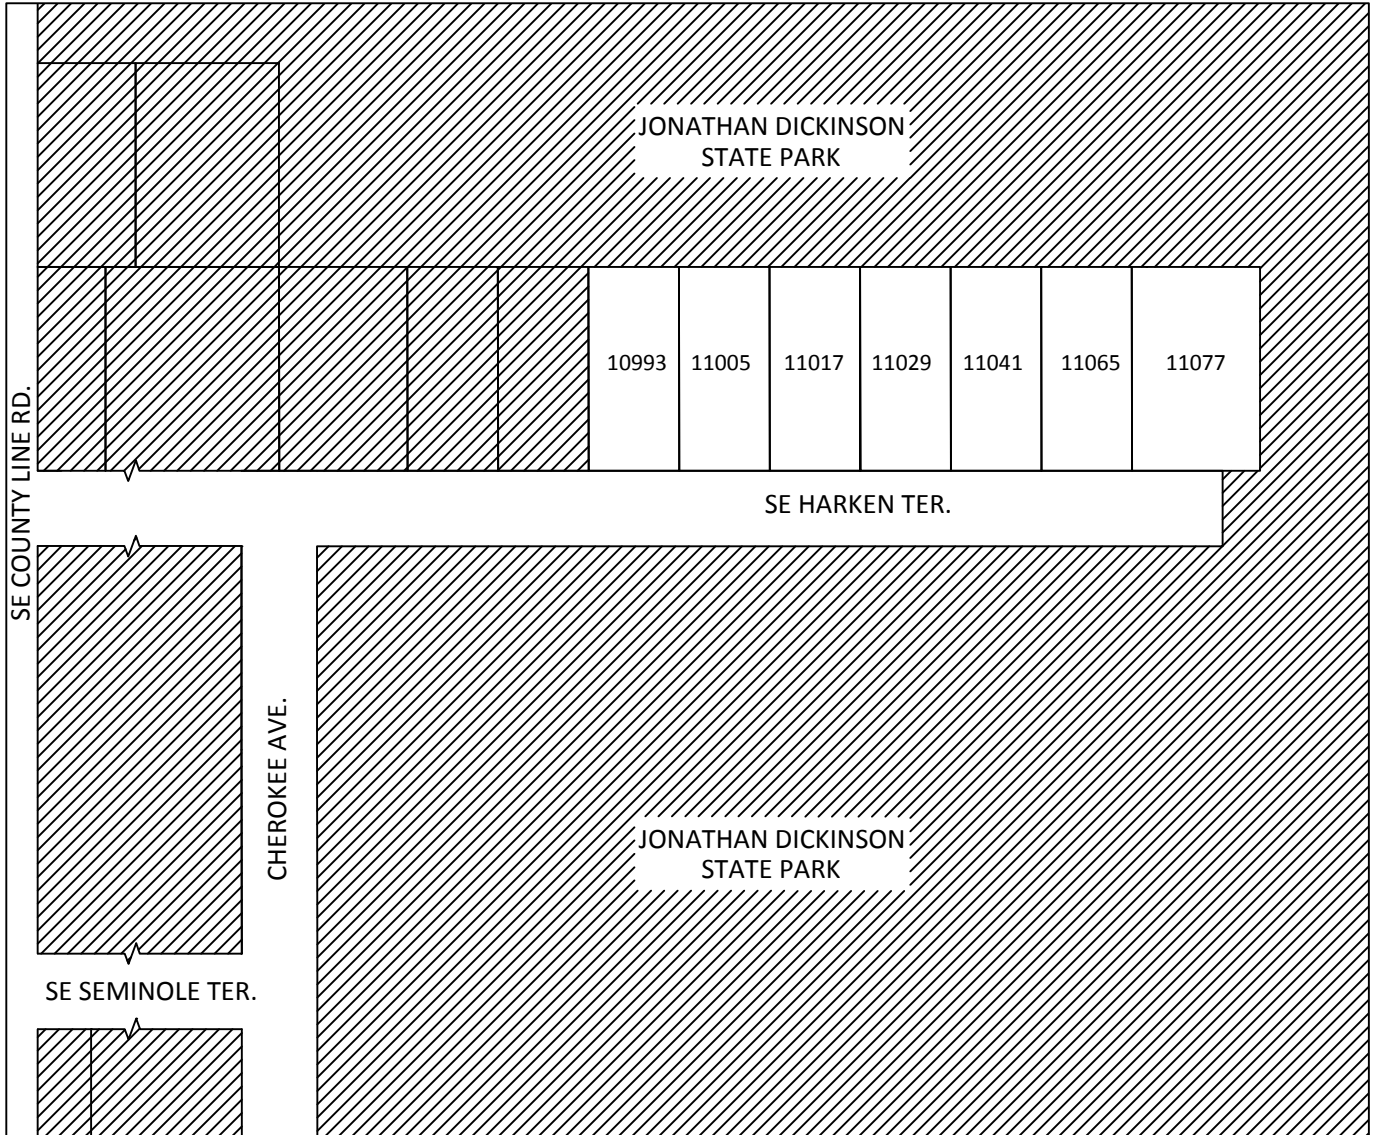 JONATHAN DICKINSON
STATE PARK
10993 11005 11017 11029 11041 11065 11077
SE COUNTY LINE RD.
SE HARKEN TER.
CHEROKEE AVE.
JONATHAN DICKINSON
STATE PARK
SE SEMINOLE TER.